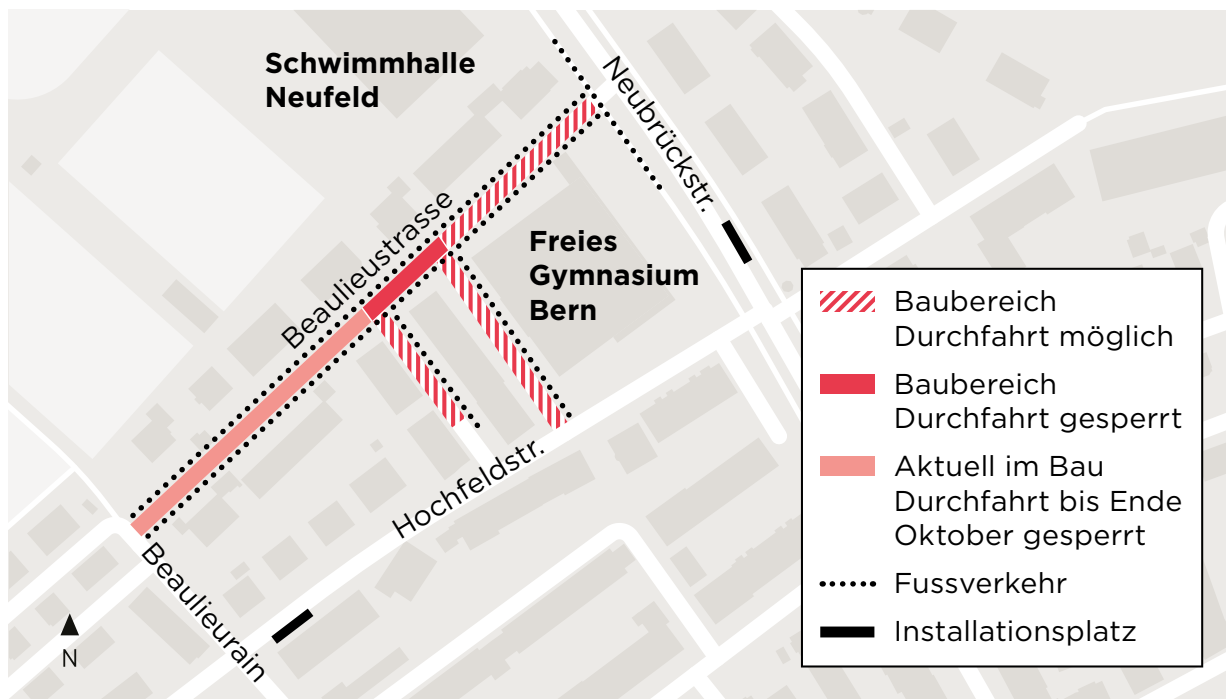 Schwimmhalle
Neufeld
Neubrückstr.
Beaulieustrasse
Freies
Gymnasium
Bern
Hochfeldstr.
Beaulieurain
N
Baubereich
Durchfahrt möglich
Baubereich
Durchfahrt gesperrt
Aktuell im Bau
Durchfahrt bis Ende
Oktober gesperrt
Fussverkehr
Installationsplatz